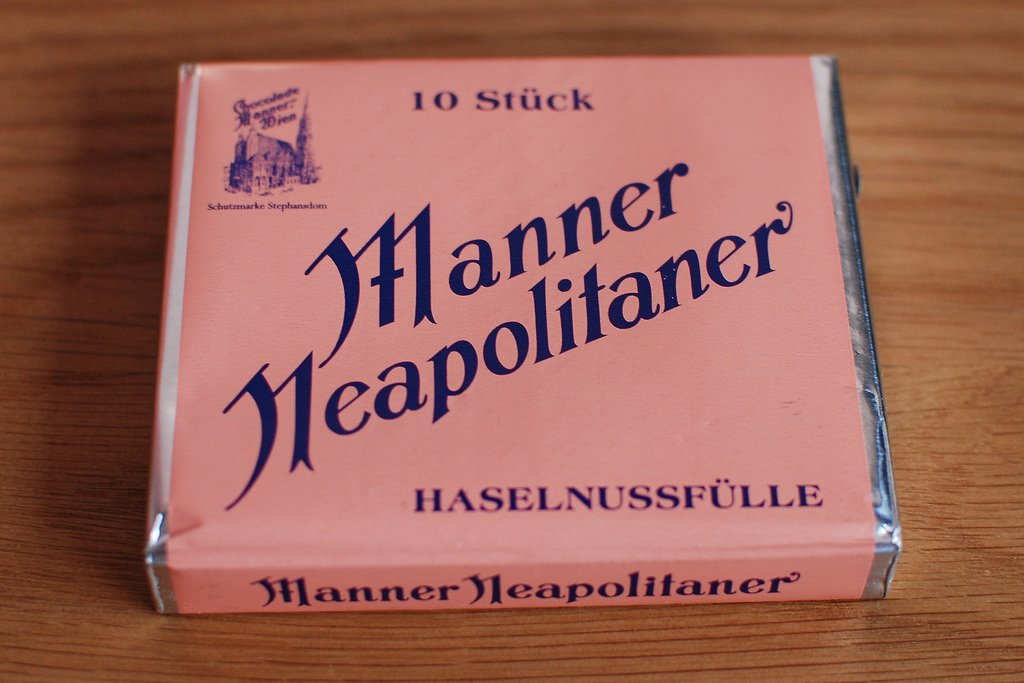 10 Stück
Chocolade
Manner
Wien
Schutzmarke Stephansdom
Manner
Neapolitaner
HASELNUSSFÜLLE
Manner Neapolitaner